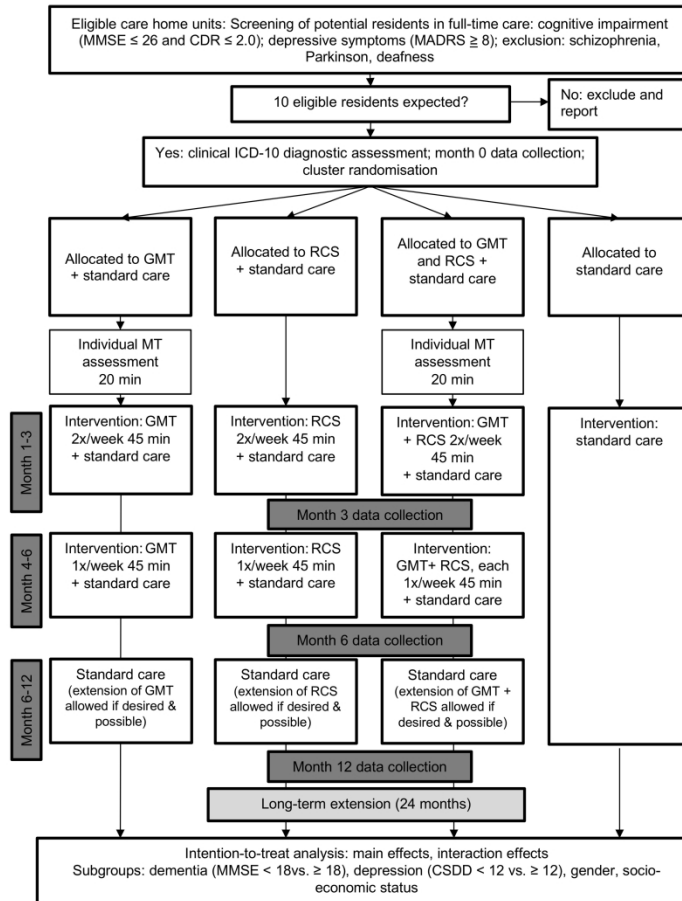 Eligible care home units: Screening of potential residents in full-time care: cognitive impairment
(MMSE ≤ 26 and CDR ≤ 2.0); depressive symptoms (MADRS ≥ 8); exclusion: schizophrenia,
Parkinson, deafness
10 eligible residents expected?
No: exclude and
report
Yes: clinical ICD-10 diagnostic assessment; month 0 data collection;
cluster randomisation
Allocated to GMT
+ standard care
Allocated to RCS
+ standard care
Allocated to GMT
and RCS +
standard care
Allocated to
standard care
Individual MT
assessment
20 min
Individual MT
assessment
20 min
Month 1-3
Intervention: GMT
2x/week 45 min
+ standard care
Intervention: RCS
2x/week 45 min
+ standard care
Intervention: GMT
+ RCS 2x/week
45 min
+ standard care
Intervention:
standard care
Month 3 data collection
Month 4-6
Intervention: GMT
1x/week 45 min
+ standard care
Intervention: RCS
1x/week 45 min
+ standard care
Intervention:
GMT+ RCS, each
1x/week 45 min
+ standard care
Month 6 data collection
Month 6-12
Standard care
(extension of GMT
allowed if desired &
possible)
Standard care
(extension of RCS
allowed if desired &
possible)
Standard care
(extension of GMT +
RCS allowed if
desired & possible)
Month 12 data collection
Long-term extension (24 months)
Intention-to-treat analysis: main effects, interaction effects
Subgroups: dementia (MMSE < 18vs. ≥ 18), depression (CSDD < 12 vs. ≥ 12), gender, socio-
economic status